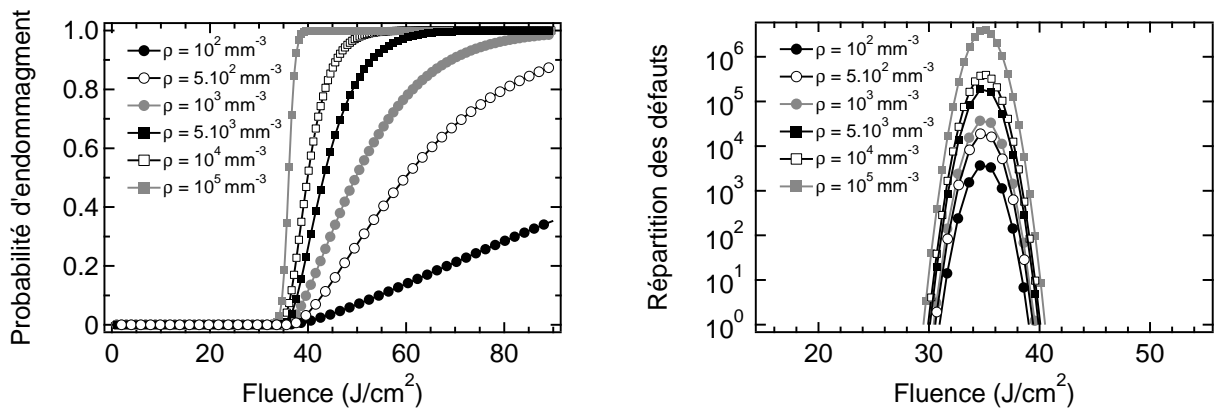 Probabilité d'endommagment
1.0
0.8
0.6
0.4
0.2
0
ρ = 10² mm⁻³
ρ = 5.10² mm⁻³
ρ = 10³ mm⁻³
ρ = 5.10³ mm⁻³
ρ = 10⁴ mm⁻³
ρ = 10⁵ mm⁻³
0 20 40 60 80
Fluence (J/cm²)
Répartition des défauts
10⁶
10⁵
10⁴
10³
10²
10¹
10⁰
ρ = 10² mm⁻³
ρ = 5.10² mm⁻³
ρ = 10³ mm⁻³
ρ = 5.10³ mm⁻³
ρ = 10⁴ mm⁻³
ρ = 10⁵ mm⁻³
20 30 40 50
Fluence (J/cm²)